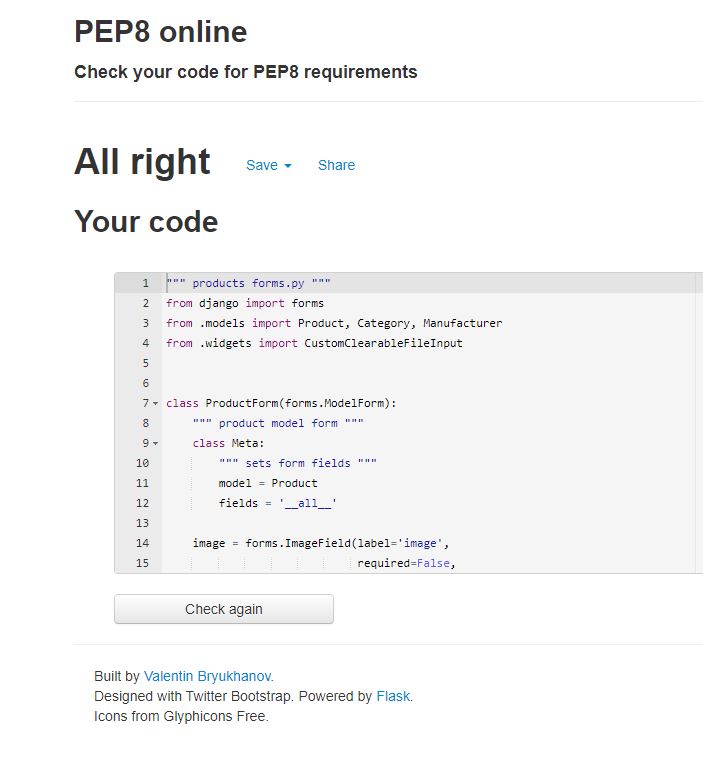 PEP8 online
Check your code for PEP8 requirements
All right Save Share
Your code
1 """ products forms.py """
2 from django import forms
3 from .models import Product, Category, Manufacturer
4 from .widgets import CustomClearableFileInput
5
6
7 class ProductForm(forms.ModelForm):
8     """ product model form """
9     class Meta:
10         """ sets form fields """
11         model = Product
12         fields = '__all__'
13
14     image = forms.ImageField(label='image',
15                              required=False,
Check again
Built by Valentin Bryukhanov.
Designed with Twitter Bootstrap. Powered by Flask.
Icons from Glyphicons Free.